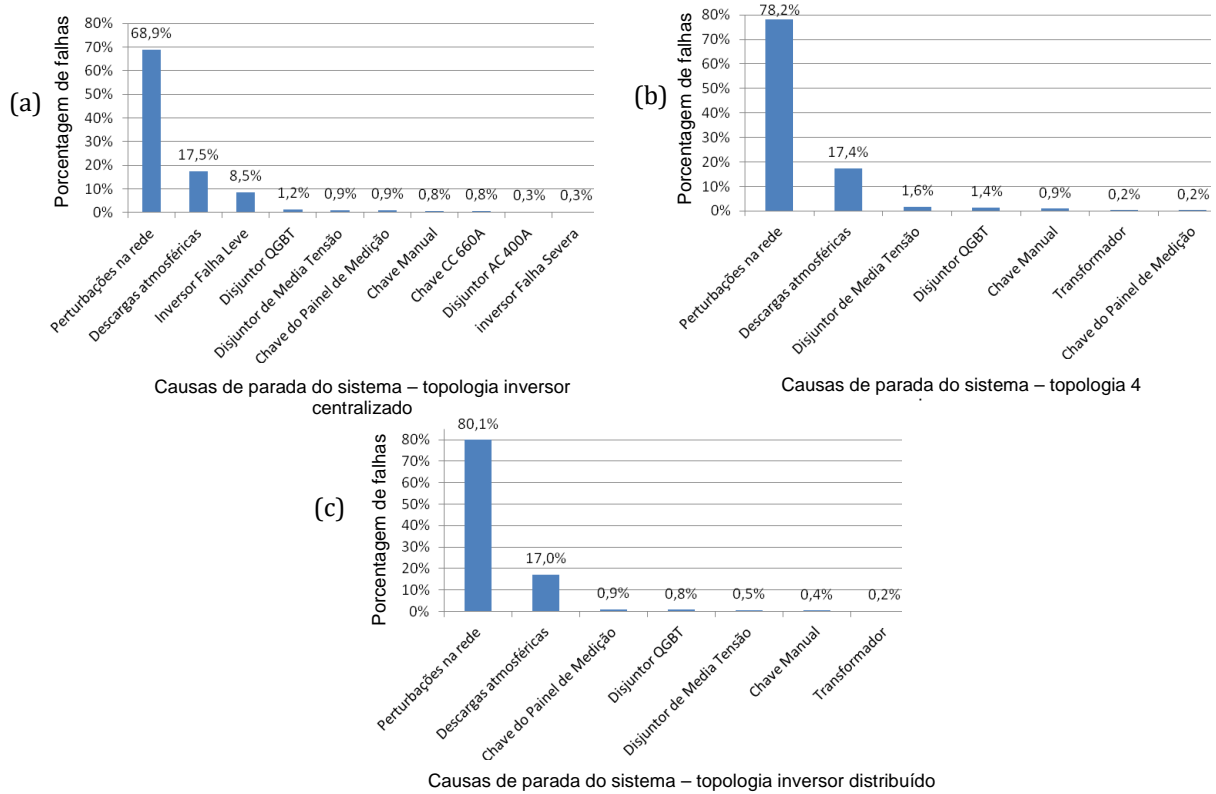 (a)
Porcentagem de falhas
80%
70%
60%
50%
40%
30%
20%
10%
0%
68,9%
17,5%
8,5%
1,2%
0,9%
0,9%
0,8%
0,8%
0,3%
0,3%
Perturbações na rede
Descargas atmosféricas
Inversor Falha Leve
Disjuntor QGBT
Disjuntor de Media Tensão
Chave do Painel de Medição
Chave Manual
Chave CC 660A
Disjuntor AC 400A
inversor Falha Severa
Causas de parada do sistema – topologia inversor
centralizado
(b)
Porcentagem de falhas
80%
70%
60%
50%
40%
30%
20%
10%
0%
78,2%
17,4%
1,6%
1,4%
0,9%
0,2%
0,2%
Perturbações na rede
Descargas atmosféricas
Disjuntor de Media Tensão
Disjuntor QGBT
Chave Manual
Transformador
Chave do Painel de Medição
Causas de parada do sistema – topologia 4
(c)
Porcentagem de falhas
80%
70%
60%
50%
40%
30%
20%
10%
0%
80,1%
17,0%
0,9%
0,8%
0,5%
0,4%
0,2%
Perturbações na rede
Descargas atmosféricas
Chave do Painel de Medição
Disjuntor QGBT
Disjuntor de Media Tensão
Chave Manual
Transformador
Causas de parada do sistema – topologia inversor distribuído